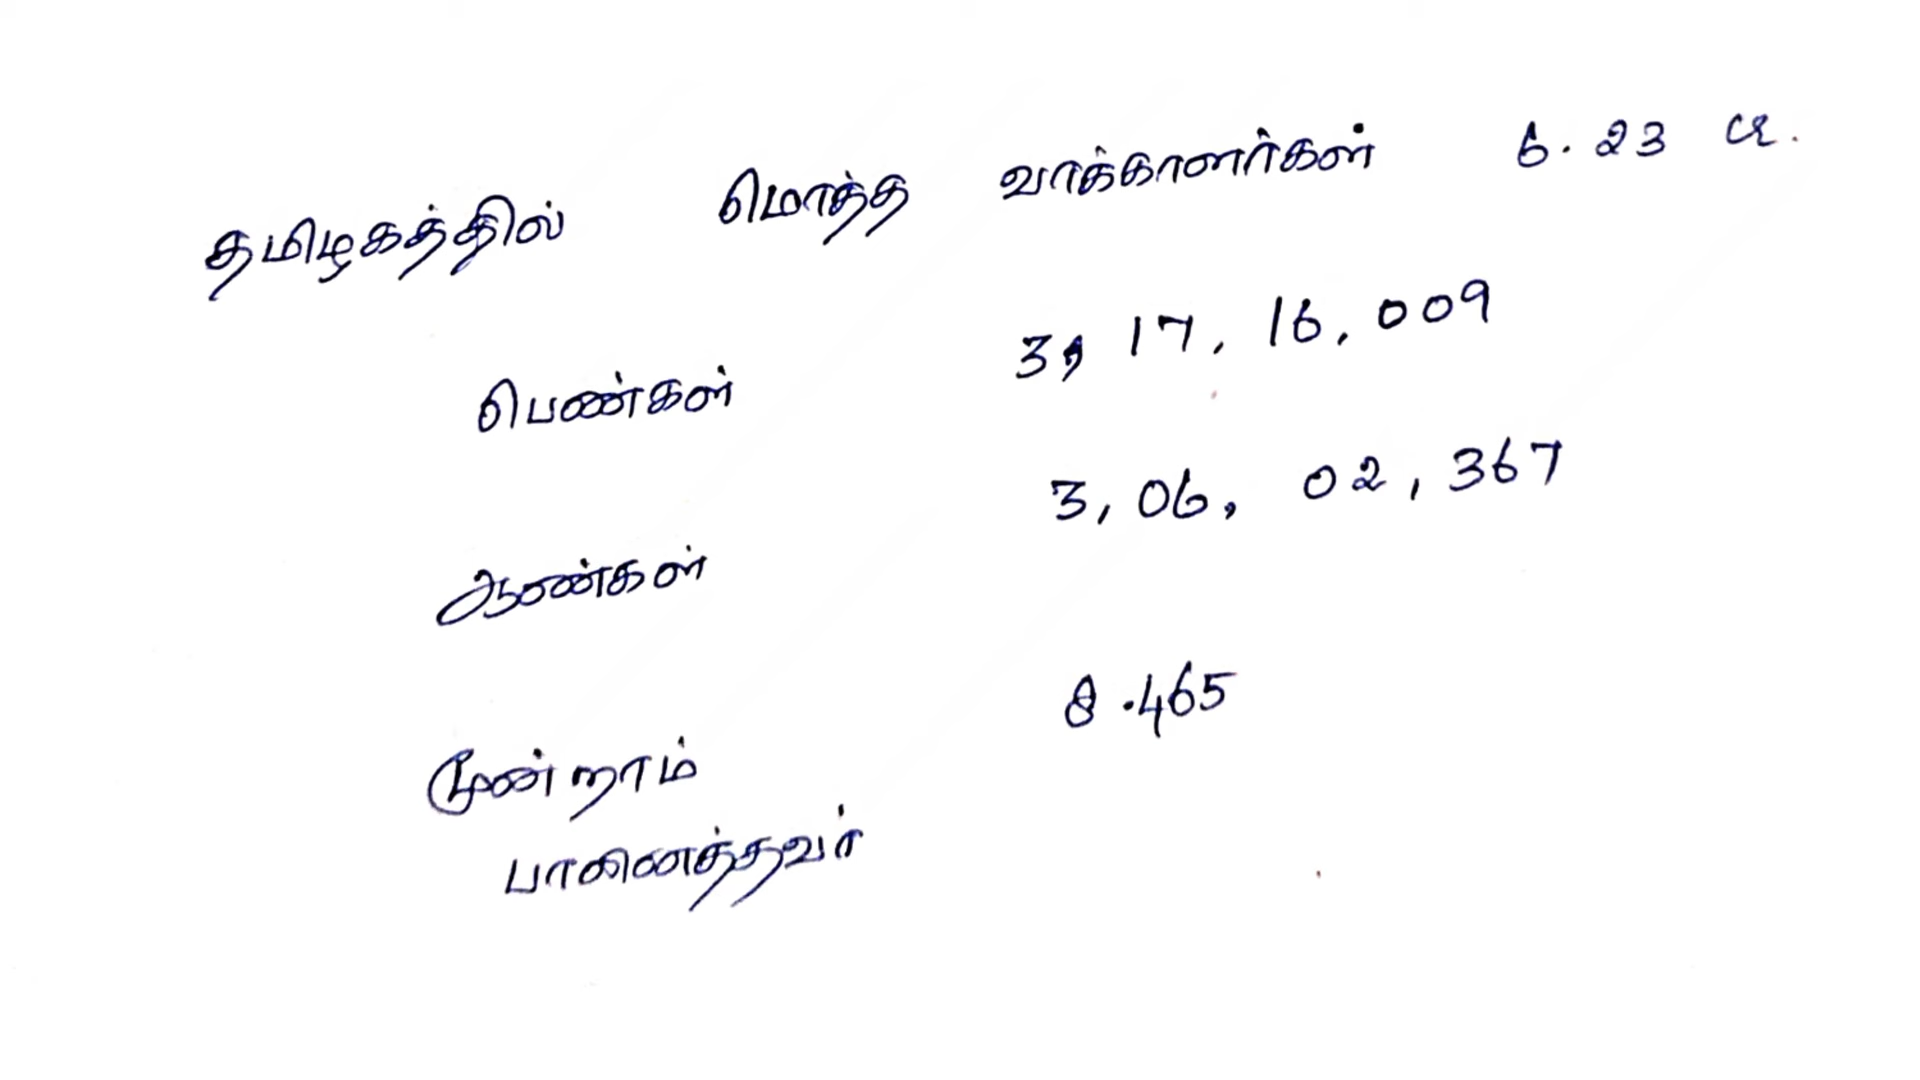 தமிழகத்தில் மொத்த வாக்காளர்கள் 6.23 கோ.
பெண்கள் 3,17,16,009
ஆண்கள் 3,06,02,367
மூன்றாம் 8.465
பாலினத்தவர்